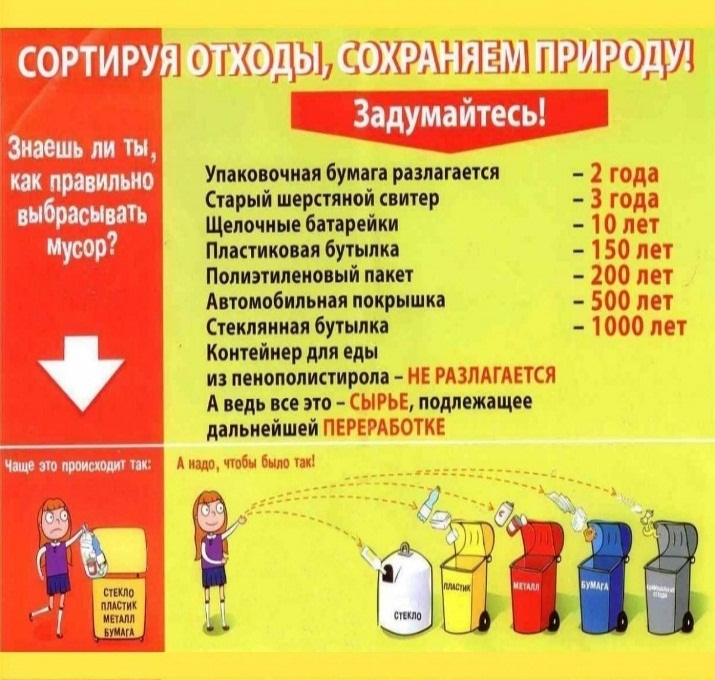 СОРТИРУЯ ОТХОДЫ, СОХРАНЯЕМ ПРИРОДУ!
Задумайтесь!
Знаешь ли ты,
как правильно
выбрасывать
мусор?
Упаковочная бумага разлагается – 2 года
Старый шерстяной свитер – 3 года
Щелочные батарейки – 10 лет
Пластиковая бутылка – 150 лет
Полиэтиленовый пакет – 200 лет
Автомобильная покрышка – 500 лет
Стеклянная бутылка – 1000 лет
Контейнер для еды
из пенополистирола – НЕ РАЗЛАГАЕТСЯ
А ведь все это – СЫРЬЕ, подлежащее
дальнейшей ПЕРЕРАБОТКЕ
Чаще это происходит так:
СТЕКЛО
ПЛАСТИК
МЕТАЛЛ
БУМАГА
А надо, чтобы было так!
СТЕКЛО
ПЛАСТИК
МЕТАЛЛ
БУМАГА